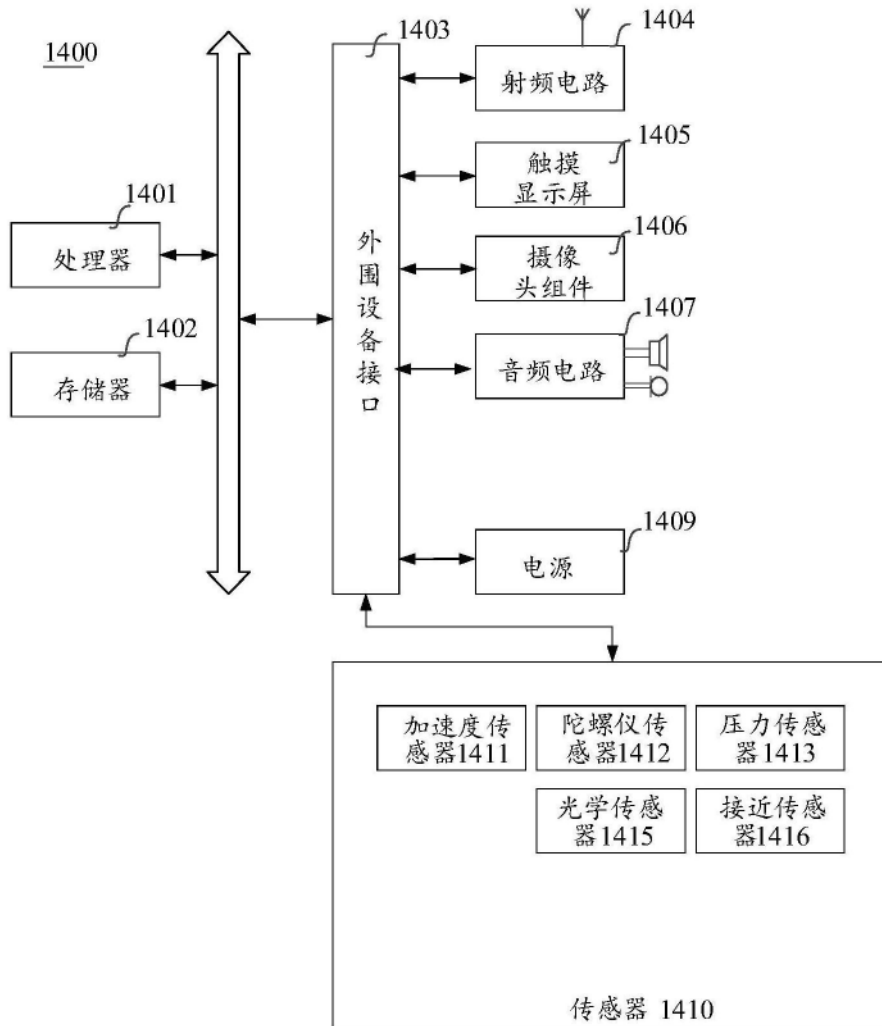 1400
1403
1404
射频电路
1405
触摸
显示屏
1401
处理器
1406
摄像
头组件
外
围
设
备
接
口
1402
存储器
1407
音频电路
1409
电源
加速度传
感器1411
陀螺仪传
感器1412
压力传感
器1413
光学传感
器1415
接近传感
器1416
传感器 1410